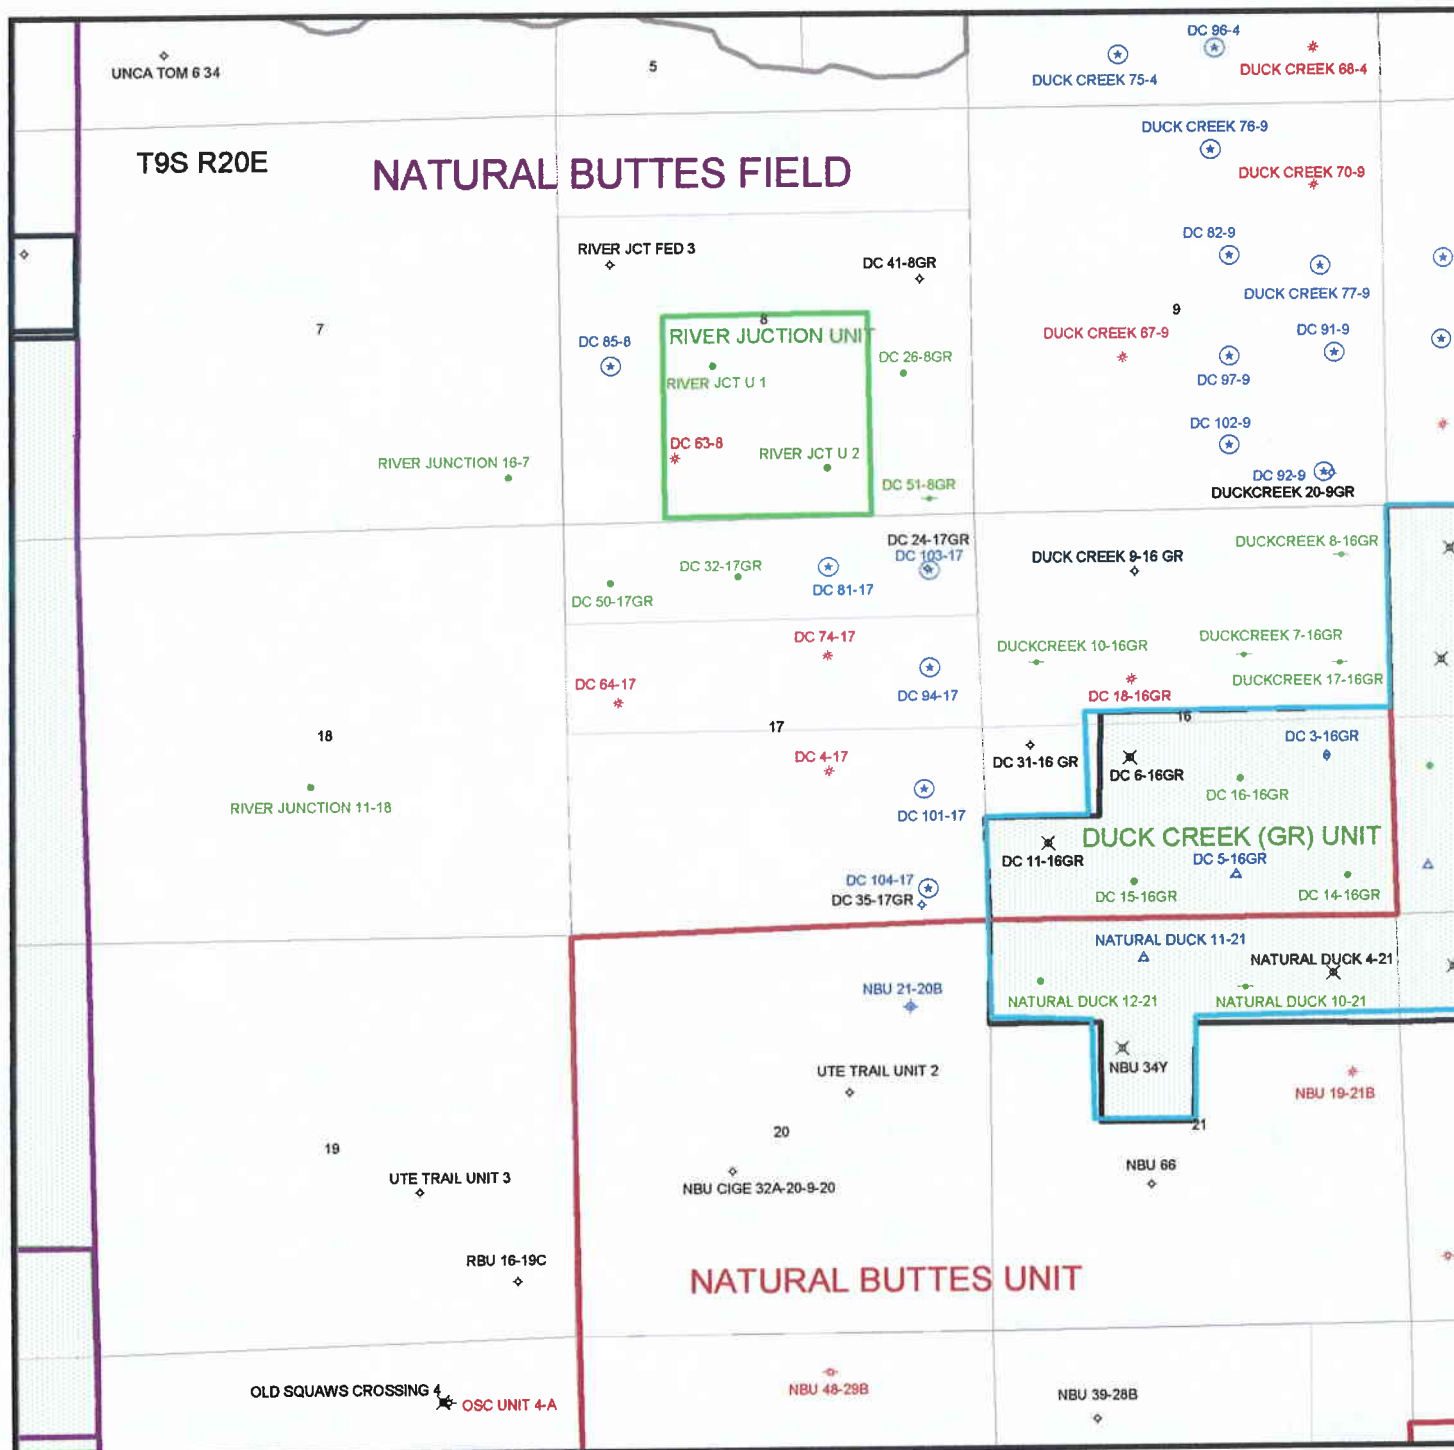 DC 96-4
UNCA TOM 6 34
5
DUCK CREEK 75-4
DUCK CREEK 68-4
DUCK CREEK 76-9
T9S R20E
NATURAL BUTTES FIELD
DUCK CREEK 70-9
DC 82-9
RIVER JCT FED 3
DC 41-8GR
DUCK CREEK 77-9
7
8
9
RIVER JUCTION UNIT
DC 85-8
DUCK CREEK 67-9
DC 91-9
DC 26-8GR
RIVER JCT U 1
DC 97-9
DC 102-9
DC 63-8
RIVER JCT U 2
RIVER JUNCTION 16-7
DC 92-9
DC 51-8GR
DUCKCREEK 20-9GR
DC 24-17GR
DC 103-17
DUCKCREEK 8-16GR
DUCK CREEK 9-16 GR
DC 32-17GR
DC 81-17
DC 50-17GR
DC 74-17
DUCKCREEK 10-16GR
DUCKCREEK 7-16GR
DC 64-17
DC 94-17
DC 18-16GR
DUCKCREEK 17-16GR
18
17
16
DC 3-16GR
DC 4-17
DC 31-16 GR
DC 6-16GR
RIVER JUNCTION 11-18
DC 101-17
DC 16-16GR
DUCK CREEK (GR) UNIT
DC 11-16GR
DC 5-16GR
DC 104-17
DC 35-17GR
DC 15-16GR
DC 14-16GR
NATURAL DUCK 11-21
NATURAL DUCK 4-21
NBU 21-20B
NATURAL DUCK 12-21
NATURAL DUCK 10-21
UTE TRAIL UNIT 2
NBU 34Y
NBU 19-21B
20
21
19
UTE TRAIL UNIT 3
NBU CIGE 32A-20-9-20
NBU 66
RBU 16-19C
NATURAL BUTTES UNIT
OLD SQUAWS CROSSING 4
OSC UNIT 4-A
NBU 48-29B
NBU 39-28B